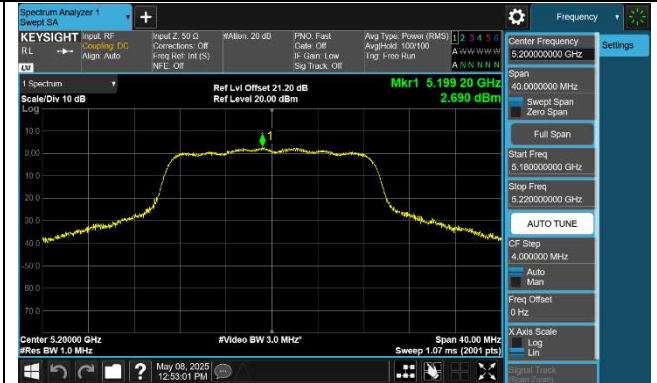 Spectrum Analyzer 1
Swept SA
+
Frequency
KEYSIGHT
RL
LXI
Input: RF
Coupling: DC
Align: Auto
Input Z: 50 Ω
Corrections: Off
Freq Ref: Int (S)
NFE: Off
#Atten: 20 dB
PNO: Fast
Gate: Off
IF Gain: Low
Sig Track: Off
Avg Type: Power (RMS)
Avg|Hold: 100/100
Trig: Free Run
1 2 3 4 5 6
A W W W W W
A N N N N N
1 Spectrum
Scale/Div 10 dB
Log
Ref Lvl Offset 21.20 dB
Ref Level 20.00 dBm
Mkr1 5.199 20 GHz
2.690 dBm
10.0
0.00
10.0
20.0
30.0
40.0
50.0
60.0
70.0
1
Center 5.20000 GHz
#Res BW 1.0 MHz
#Video BW 3.0 MHz*
Span 40.00 MHz
Sweep 1.07 ms (2001 pts)
Center Frequency
5.200000000 GHz
Settings
Span
40.0000000 MHz
Swept Span
Zero Span
Full Span
Start Freq
5.180000000 GHz
Stop Freq
5.220000000 GHz
AUTO TUNE
CF Step
4.000000 MHz
Auto
Man
Freq Offset
0 Hz
X Axis Scale
Log
Lin
Signal Track
(Span Zoom)
?
May 08, 2025
12:53:01 PM